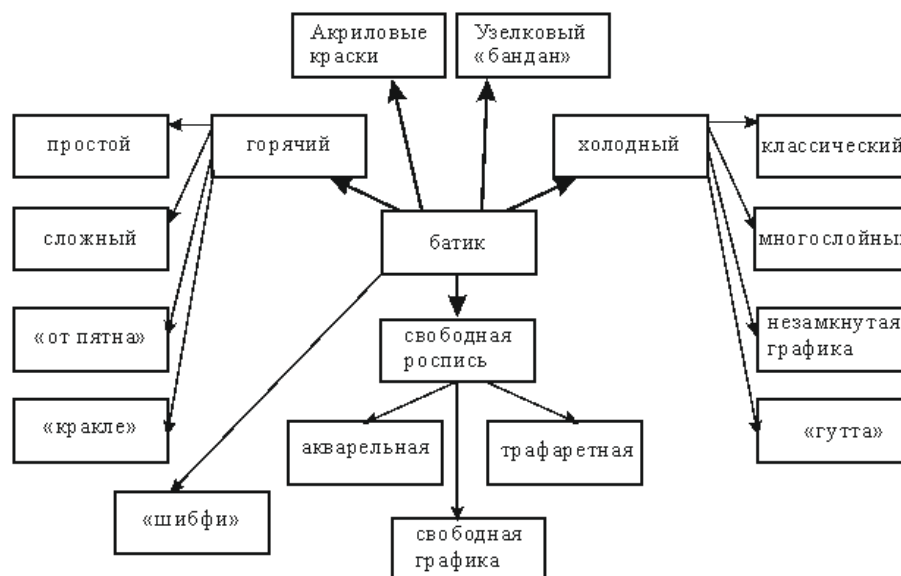 Акриловые
краски
Узелковый
«бандан»
простой
горячий
холодный
классический
сложный
батик
многослойный
«от пятна»
свободная
роспись
незамкнутая
графика
«кракле»
акварельная
трафаретная
«гутта»
«шибфи»
свободная
графика